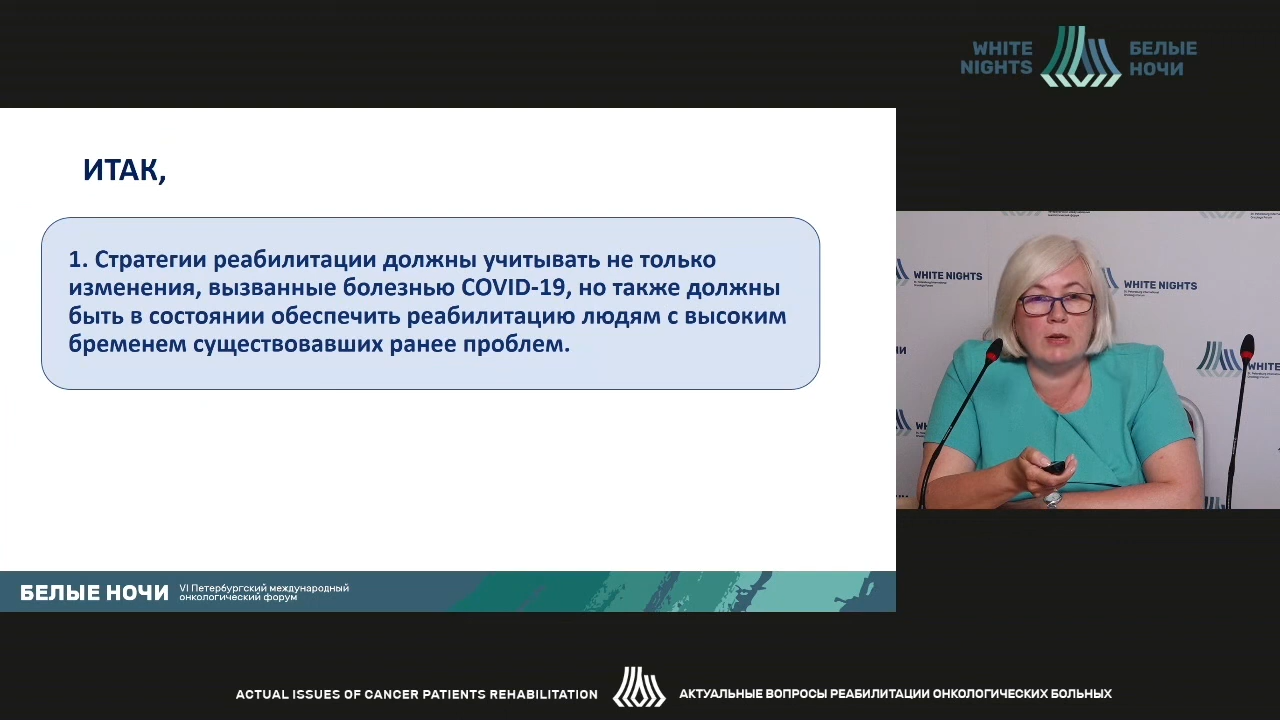 WHITE
NIGHTS
БЕЛЫЕ
НОЧИ
ИТАК,
1. Стратегии реабилитации должны учитывать не только
изменения, вызванные болезнью COVID-19, но также должны
быть в состоянии обеспечить реабилитацию людям с высоким
бременем существовавших ранее проблем.
WHITE NIGHTS
WHITE NIGHTS
WHITE
БЕЛЫЕ НОЧИ
VI Петербургский международный
онкологический форум
ACTUAL ISSUES OF CANCER PATIENTS REHABILITATION
АКТУАЛЬНЫЕ ВОПРОСЫ РЕАБИЛИТАЦИИ ОНКОЛОГИЧЕСКИХ БОЛЬНЫХ